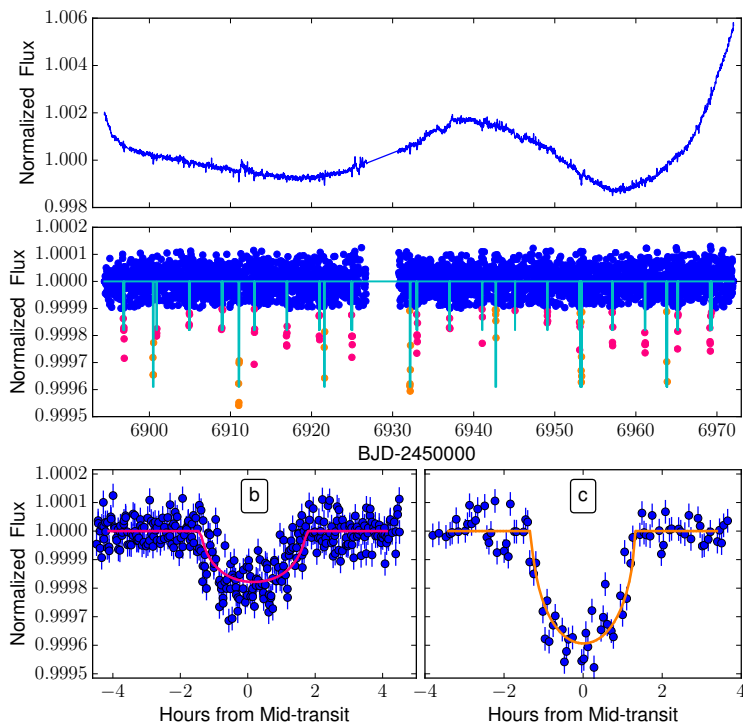 1.006
1.004
1.002
1.000
0.998
Normalized Flux
1.0002
1.0001
1.0000
0.9999
0.9998
0.9997
0.9996
0.9995
Normalized Flux
6900 6910 6920 6930 6940 6950 6960 6970
BJD-2450000
1.0002
1.0001
1.0000
0.9999
0.9998
0.9997
0.9996
0.9995
Normalized Flux
b
c
−4 −2 0 2 4
−4 −2 0 2 4
Hours from Mid-transit
Hours from Mid-transit